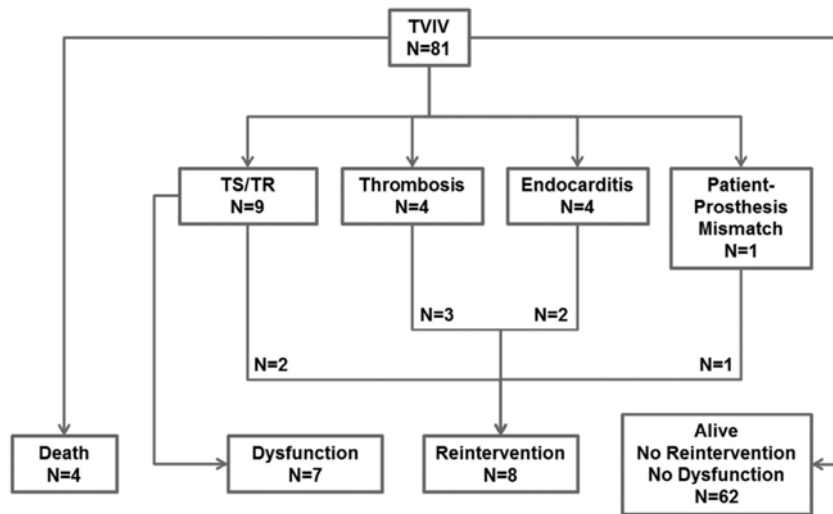 TVIV
N=81
TS/TR
N=9
Thrombosis
N=4
Endocarditis
N=4
Patient-
Prosthesis
Mismatch
N=1
N=3
N=2
N=2
N=1
Death
N=4
Dysfunction
N=7
Reintervention
N=8
Alive
No Reintervention
No Dysfunction
N=62